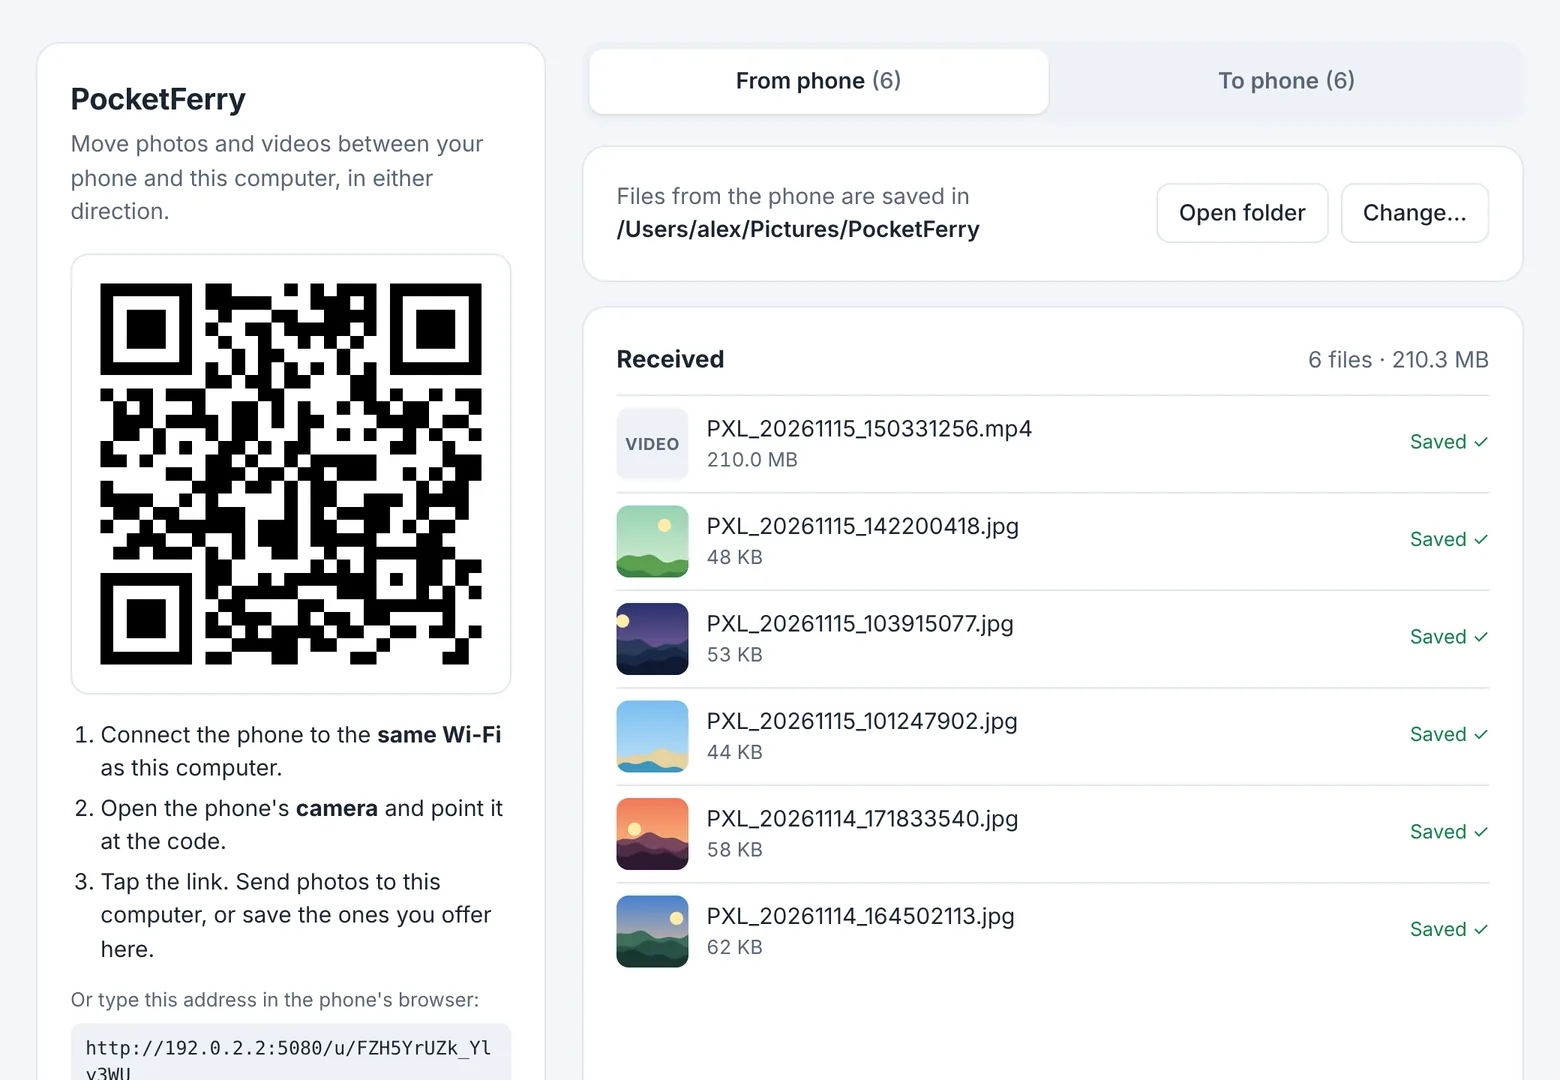 PocketFerry
Move photos and videos between your
phone and this computer, in either
direction.
1. Connect the phone to the same Wi-Fi
as this computer.
2. Open the phone's camera and point it
at the code.
3. Tap the link. Send photos to this
computer, or save the ones you offer
here.
Or type this address in the phone's browser:
http://192.0.2.2:5080/u/FZH5YrUZk_Yl
y3WU
From phone (6)
To phone (6)
Files from the phone are saved in
/Users/alex/Pictures/PocketFerry
Open folder
Change...
Received
6 files · 210.3 MB
VIDEO
PXL_20261115_150331256.mp4
210.0 MB
Saved ✓
PXL_20261115_142200418.jpg
48 KB
Saved ✓
PXL_20261115_103915077.jpg
53 KB
Saved ✓
PXL_20261115_101247902.jpg
44 KB
Saved ✓
PXL_20261114_171833540.jpg
58 KB
Saved ✓
PXL_20261114_164502113.jpg
62 KB
Saved ✓